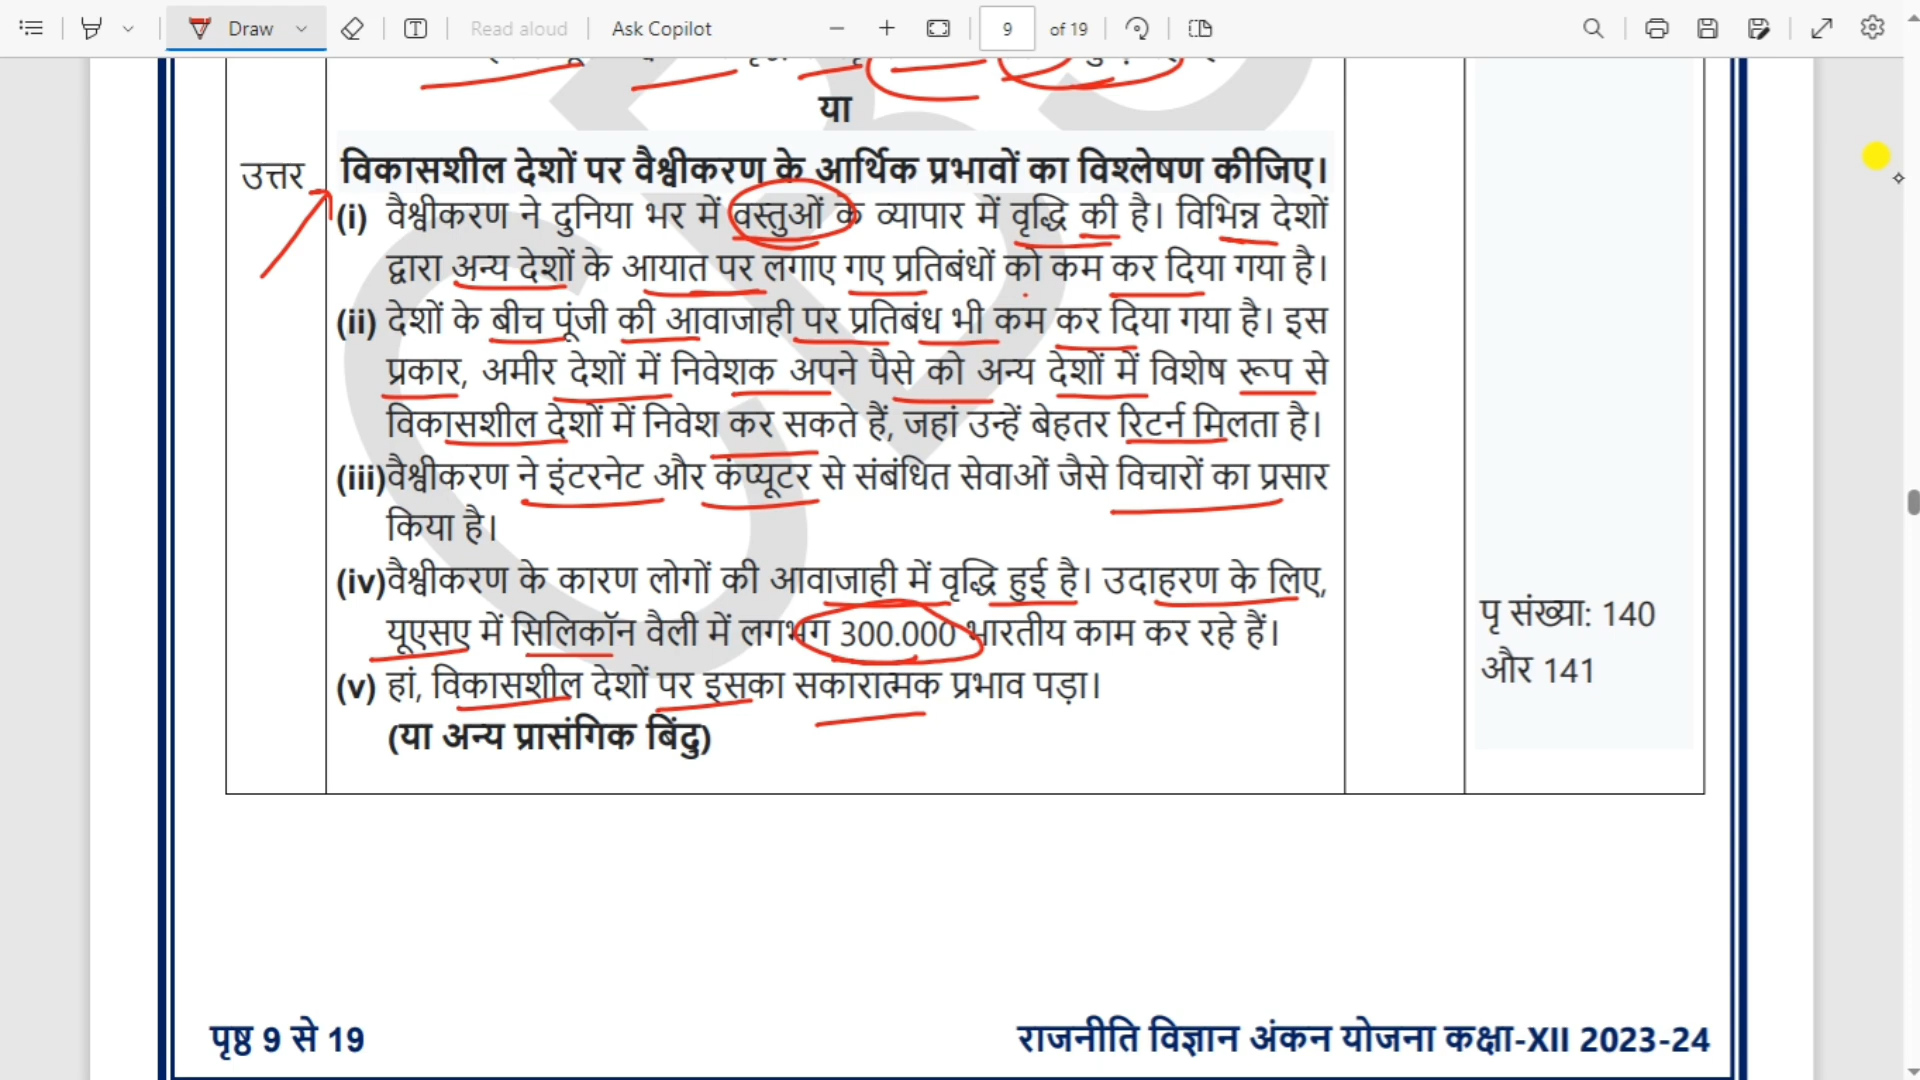 Draw
Read aloud
Ask Copilot
9
of 19
या
उत्तर
विकासशील देशों पर वैश्वीकरण के आर्थिक प्रभावों का विश्लेषण कीजिए।
(i) वैश्वीकरण ने दुनिया भर में वस्तुओं के व्यापार में वृद्धि की है। विभिन्न देशों
द्वारा अन्य देशों के आयात पर लगाए गए प्रतिबंधों को कम कर दिया गया है।
(ii) देशों के बीच पूंजी की आवाजाही पर प्रतिबंध भी कम कर दिया गया है। इस
प्रकार, अमीर देशों में निवेशक अपने पैसे को अन्य देशों में विशेष रूप से
विकासशील देशों में निवेश कर सकते हैं, जहां उन्हें बेहतर रिटर्न मिलता है।
(iii)वैश्वीकरण ने इंटरनेट और कंप्यूटर से संबंधित सेवाओं जैसे विचारों का प्रसार
किया है।
(iv)वैश्वीकरण के कारण लोगों की आवाजाही में वृद्धि हुई है। उदाहरण के लिए,
यूएसए में सिलिकॉन वैली में लगभग 300.000 भारतीय काम कर रहे हैं।
(v) हां, विकासशील देशों पर इसका सकारात्मक प्रभाव पड़ा।
(या अन्य प्रासंगिक बिंदु)
पृ संख्या: 140
और 141
पृष्ठ 9 से 19
राजनीति विज्ञान अंकन योजना कक्षा-XII 2023-24